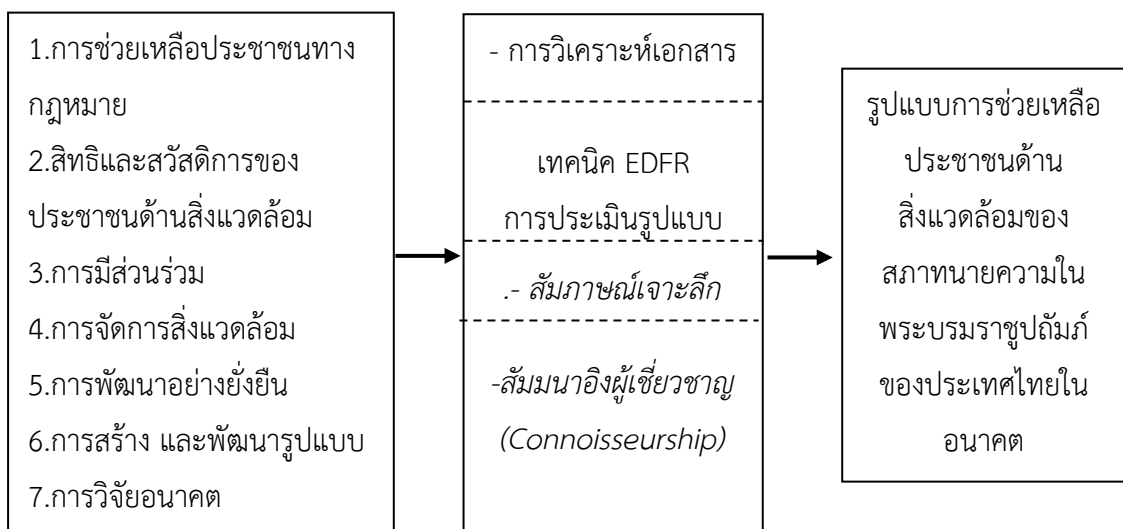 1.การช่วยเหลือประชาชนทาง
กฎหมาย
2.สิทธิและสวัสดิการของ
ประชาชนด้านสิ่งแวดล้อม
3.การมีส่วนร่วม
4.การจัดการสิ่งแวดล้อม
5.การพัฒนาอย่างยั่งยืน
6.การสร้าง และพัฒนารูปแบบ
7.การวิจัยอนาคต
- การวิเคราะห์เอกสาร
เทคนิค EDFR
การประเมินรูปแบบ
.- สัมภาษณ์เจาะลึก
-สัมมนาอิงผู้เชี่ยวชาญ
(Connoisseurship)
รูปแบบการช่วยเหลือ
ประชาชนด้าน
สิ่งแวดล้อมของ
สภาทนายความใน
พระบรมราชูปถัมภ์
ของประเทศไทยใน
อนาคต